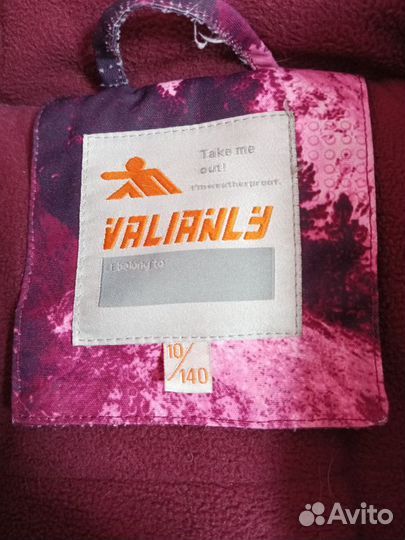 Take me
out!
I'm weatherproof.
VALIANLY
I belong to:
10/
140
Avito